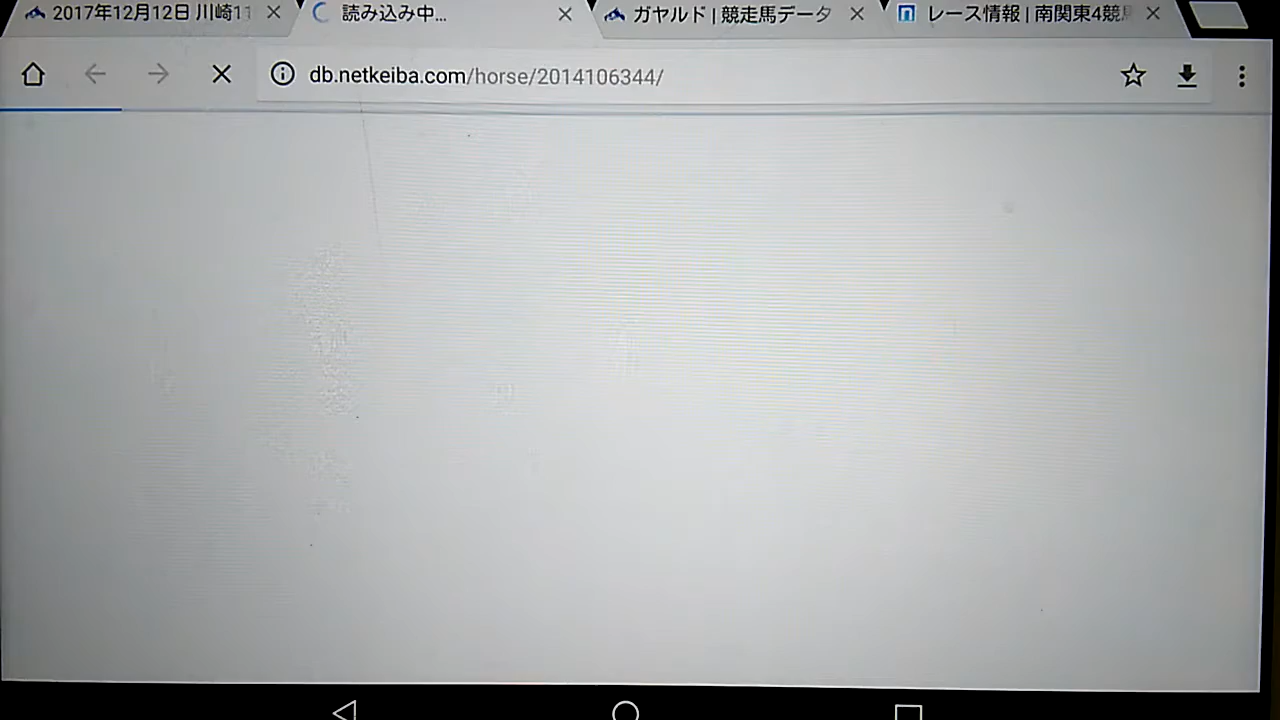 2017年12月12日 川崎11
読み込み中...
ガヤルド | 競走馬データ
レース情報 | 南関東4競馬
db.netkeiba.com/horse/2014106344/